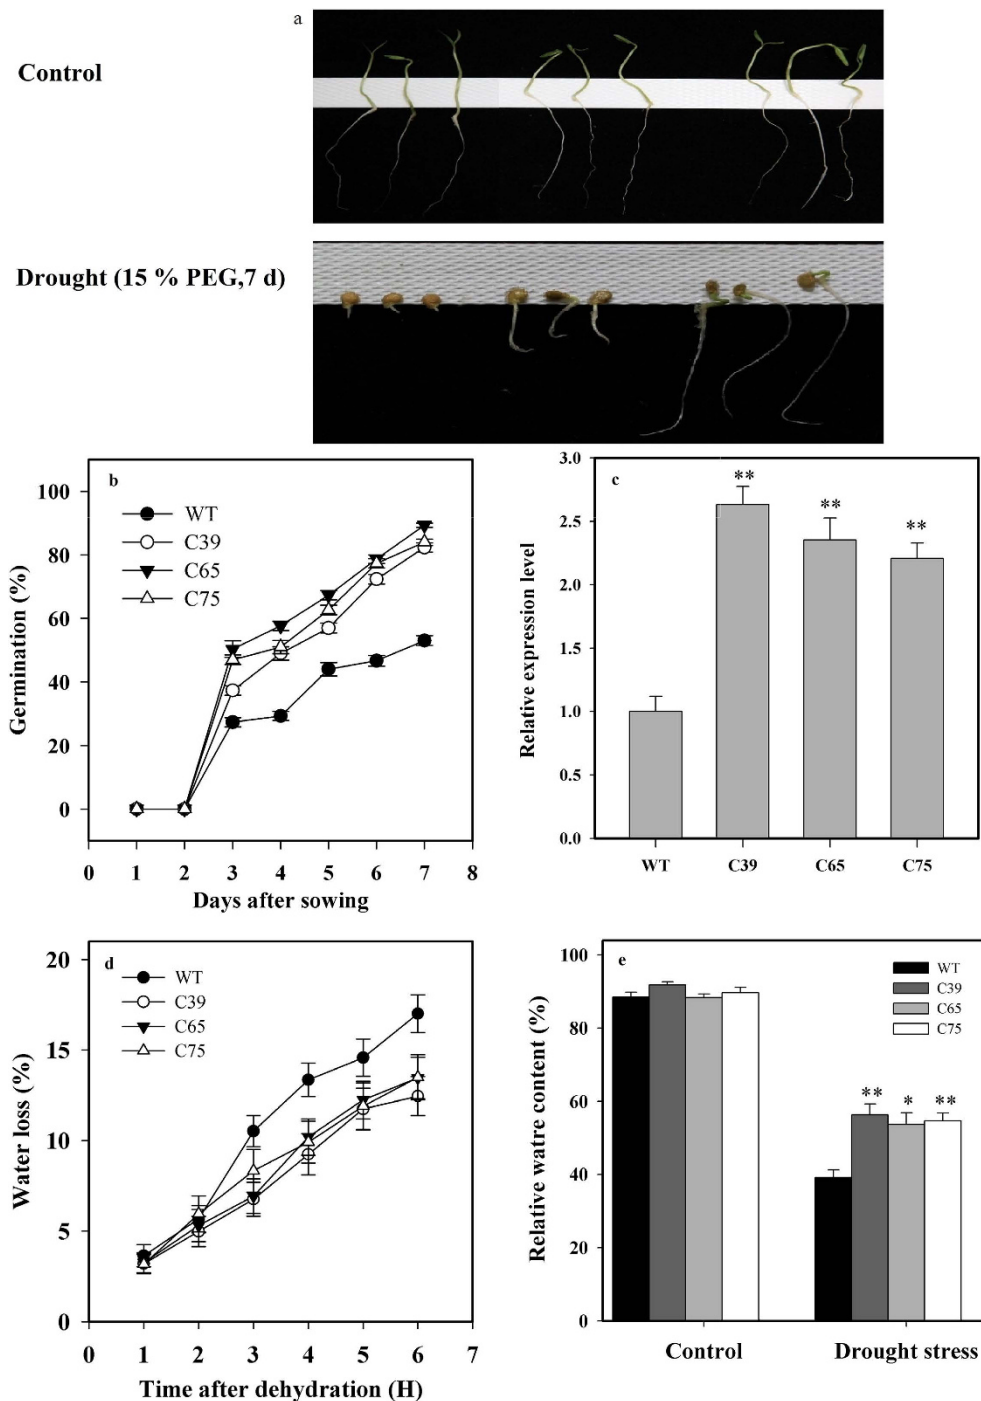 a
Control
Drought (15 % PEG,7 d)
b
WT
C39
C65
C75
100
80
60
40
20
0
Germination (%)
0 1 2 3 4 5 6 7 8
Days after sowing
c
3.0
2.5
2.0
1.5
1.0
0.5
0.0
Relative expression level
** ** **
WT C39 C65 C75
d
WT
C39
C65
C75
20
15
10
5
0
Water loss (%)
0 1 2 3 4 5 6 7
Time after dehydration (H)
e
WT
C39
C65
C75
100
80
60
40
20
0
Relative watre content (%)
** * **
Control Drought stress